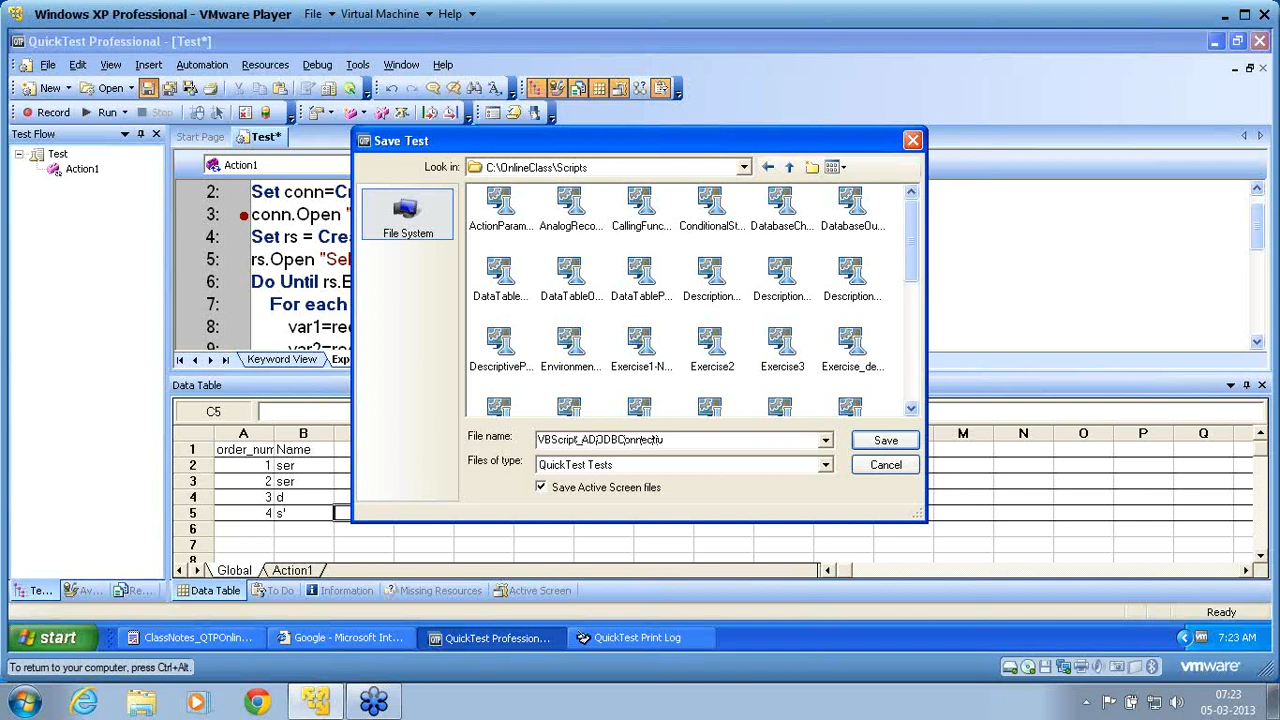 Windows XP Professional - VMware Player File Virtual Machine Help
QuickTest Professional - [Test*]
File Edit View Insert Automation Resources Debug Tools Window Help
New Open
Record Run Stop
Test Flow
Start Page Test*
Test
Action1
Action1
2: Set conn=C
3: conn.Open "
4: Set rs = Cre
5: rs.Open "Sel
6: Do Until rs.E
7: For each
8: var1=re
Keyword View Exp
Save Test
Look in: C:\OnlineClass\Scripts
File System
ActionParam... AnalogReco... CallingFunc... ConditionalSt... DatabaseCh... DatabaseOu...
DataTable... DataTableO... DataTableP... Description... Description... Description...
DescriptiveP... Environmen... Exercise1-N... Exercise2 Exercise3 Exercise_de...
File name: VBScript_ADODBConnectiu
Save
Files of type: QuickTest Tests
Cancel
Save Active Screen files
Data Table
C5
A B M N O P Q
1 order_num Name
2 1 ser
3 2 ser
4 3 d
5 4 s'
6
7
8
Global Action1
Te... Av... Re... Data Table To Do Information Missing Resources Active Screen
Ready
start ClassNotes_QTPOnlin... Google - Microsoft Int... QuickTest Profession... QuickTest Print Log 7:23 AM
To return to your computer, press Ctrl+Alt. vmware
07:23
05-03-2013